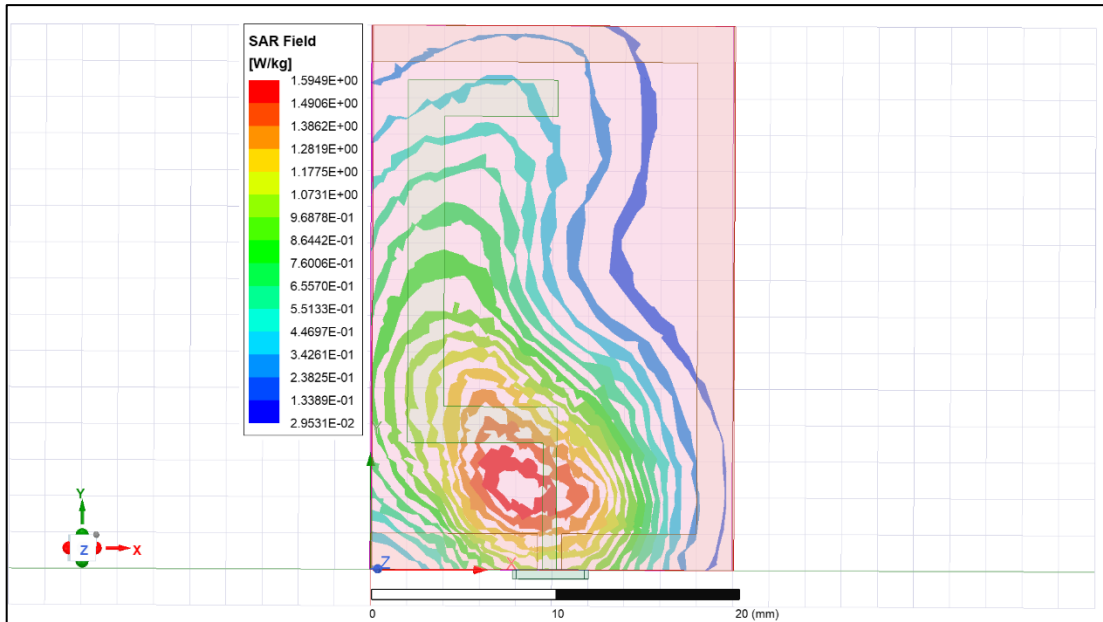 SAR Field
[W/kg]
1.5949E+00
1.4906E+00
1.3862E+00
1.2819E+00
1.1775E+00
1.0731E+00
9.6878E-01
8.6442E-01
7.6006E-01
6.5570E-01
5.5133E-01
4.4697E-01
3.4261E-01
2.3825E-01
1.3389E-01
2.9531E-02
Y
Z
X
Z
X
0
10
20 (mm)